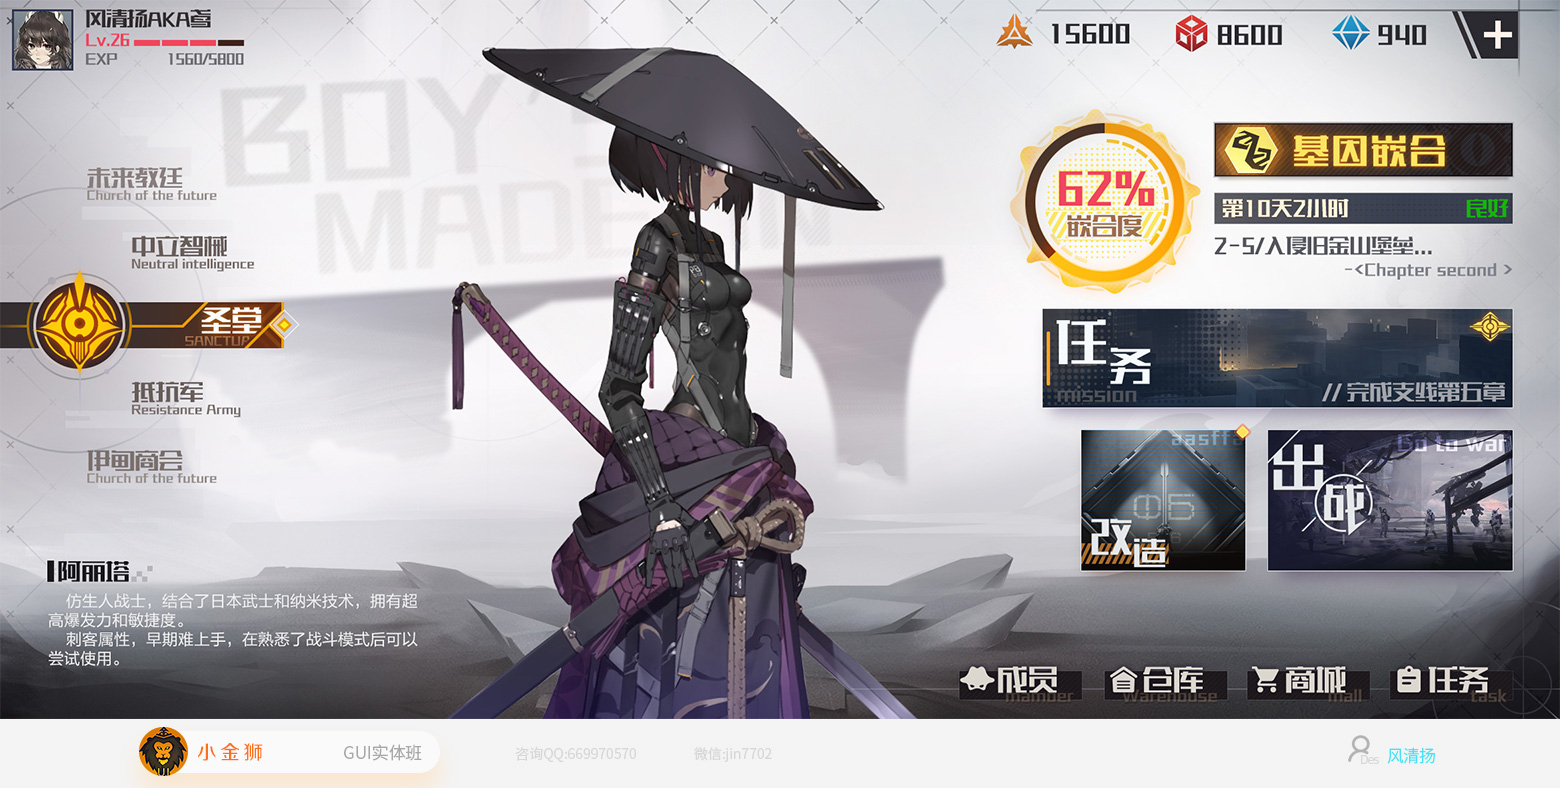 风清扬AKA鸢
Lv.26
EXP 1560/5800
15600
8600
940
BOY'S
MADE
未来教廷
Church of the future
中立智械
Neutral intelligence
圣堂
SANCTUA
抵抗军
Resistance Army
伊甸商会
Church of the future
62%
嵌合度
基因嵌合
第10天2小时 良好
2-5/入侵旧金山堡垒...
-<Chapter second >
任务
mission
// 完成支线第五章
aasff
改造
Go to war
出战
阿丽塔
仿生人战士，结合了日本武士和纳米技术，拥有超
高爆发力和敏捷度。
刺客属性，早期难上手，在熟悉了战斗模式后可以
尝试使用。
成员
mamber
仓库
Warehouse
商城
mall
任务
task
小金狮
GUI实体班
咨询QQ:669970570
微信:jin7702
Des 风清扬